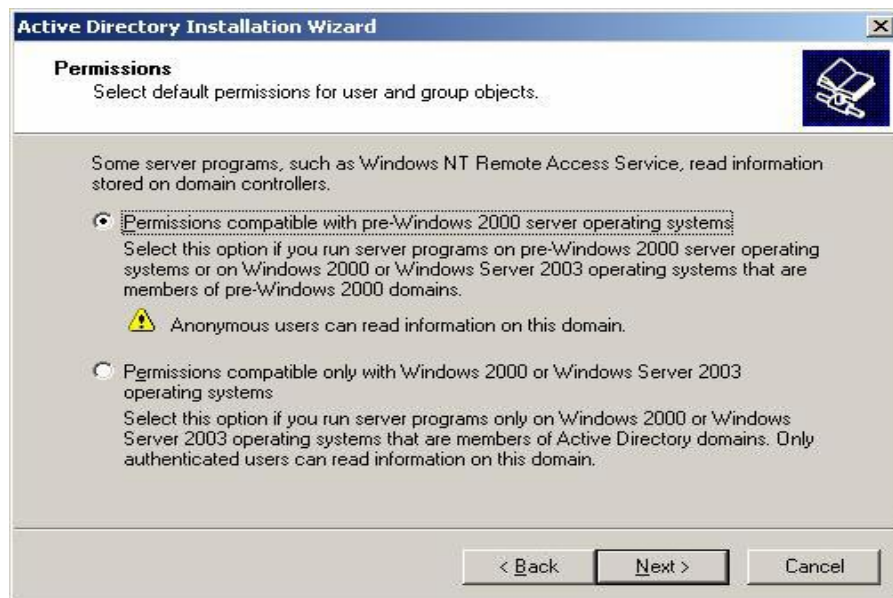 Active Directory Installation Wizard
Permissions
Select default permissions for user and group objects.
Some server programs, such as Windows NT Remote Access Service, read information
stored on domain controllers.
Permissions compatible with pre-Windows 2000 server operating systems
Select this option if you run server programs on pre-Windows 2000 server operating
systems or on Windows 2000 or Windows Server 2003 operating systems that are
members of pre-Windows 2000 domains.
Anonymous users can read information on this domain.
Permissions compatible only with Windows 2000 or Windows Server 2003
operating systems
Select this option if you run server programs only on Windows 2000 or Windows
Server 2003 operating systems that are members of Active Directory domains. Only
authenticated users can read information on this domain.
< Back Next > Cancel